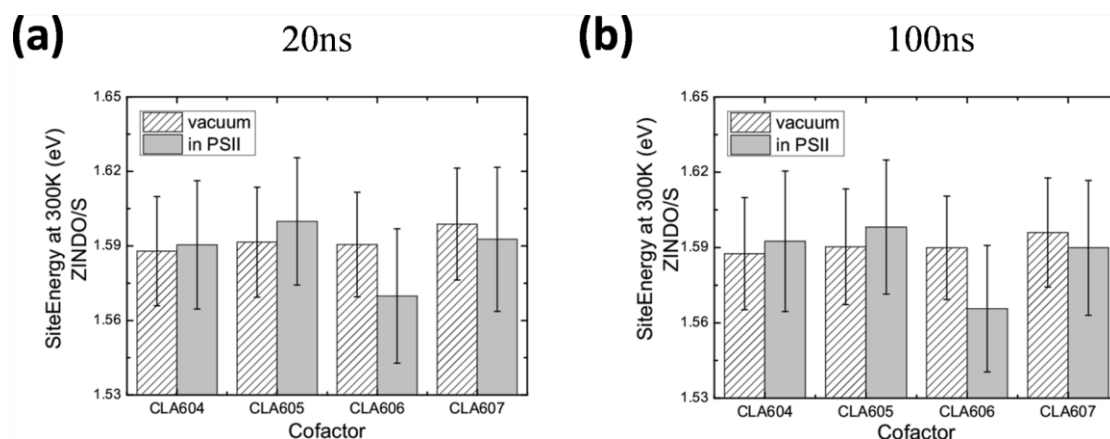 (a) 20ns
1.65
1.62
1.59
1.56
1.53
SiteEnergy at 300K (eV)
ZINDO/S
vacuum
in PSII
CLA604 CLA605 CLA606 CLA607
Cofactor
(b) 100ns
1.65
1.62
1.59
1.56
1.53
SiteEnergy at 300K (eV)
ZINDO/S
vacuum
in PSII
CLA604 CLA605 CLA606 CLA607
Cofactor